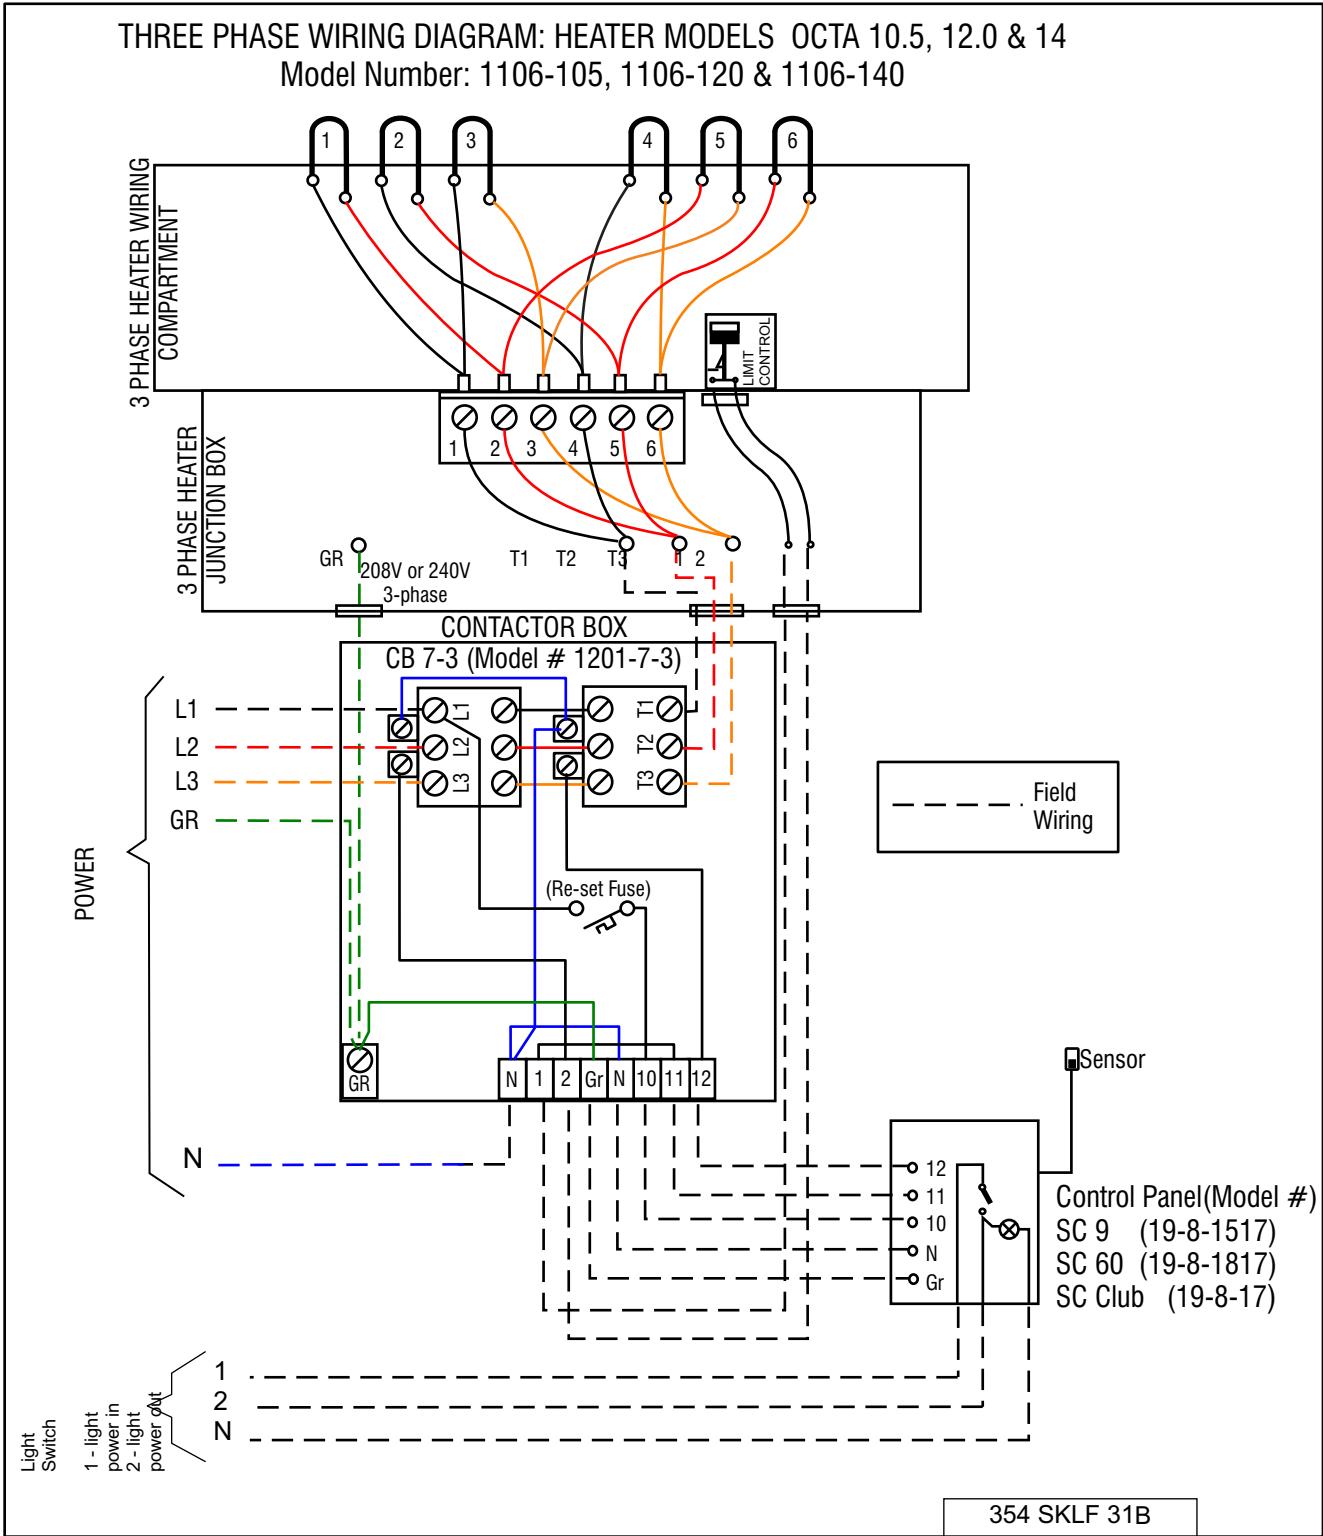 THREE PHASE WIRING DIAGRAM: HEATER MODELS OCTA 10.5, 12.0 & 14
Model Number: 1106-105, 1106-120 & 1106-140
1 2 3 4 5 6
3 PHASE HEATER WIRING
COMPARTMENT
LIMIT
CONTROL
1 2 3 4 5 6
3 PHASE HEATER
JUNCTION BOX
GR T1 T2 T3 1 2
208V or 240V
3-phase
CONTACTOR BOX
CB 7-3 (Model # 1201-7-3)
L1 L1 T1
L2 L2 T2
L3 L3 T3
GR
POWER
Field
Wiring
(Re-set Fuse)
GR
N 1 2 Gr N 10 11 12
N
Sensor
12
11
10
N
Gr
Control Panel(Model #)
SC 9 (19-8-1517)
SC 60 (19-8-1817)
SC Club (19-8-17)
1
2
N
Light
Switch
1 - light
power in
2 - light
power out
354 SKLF 31B